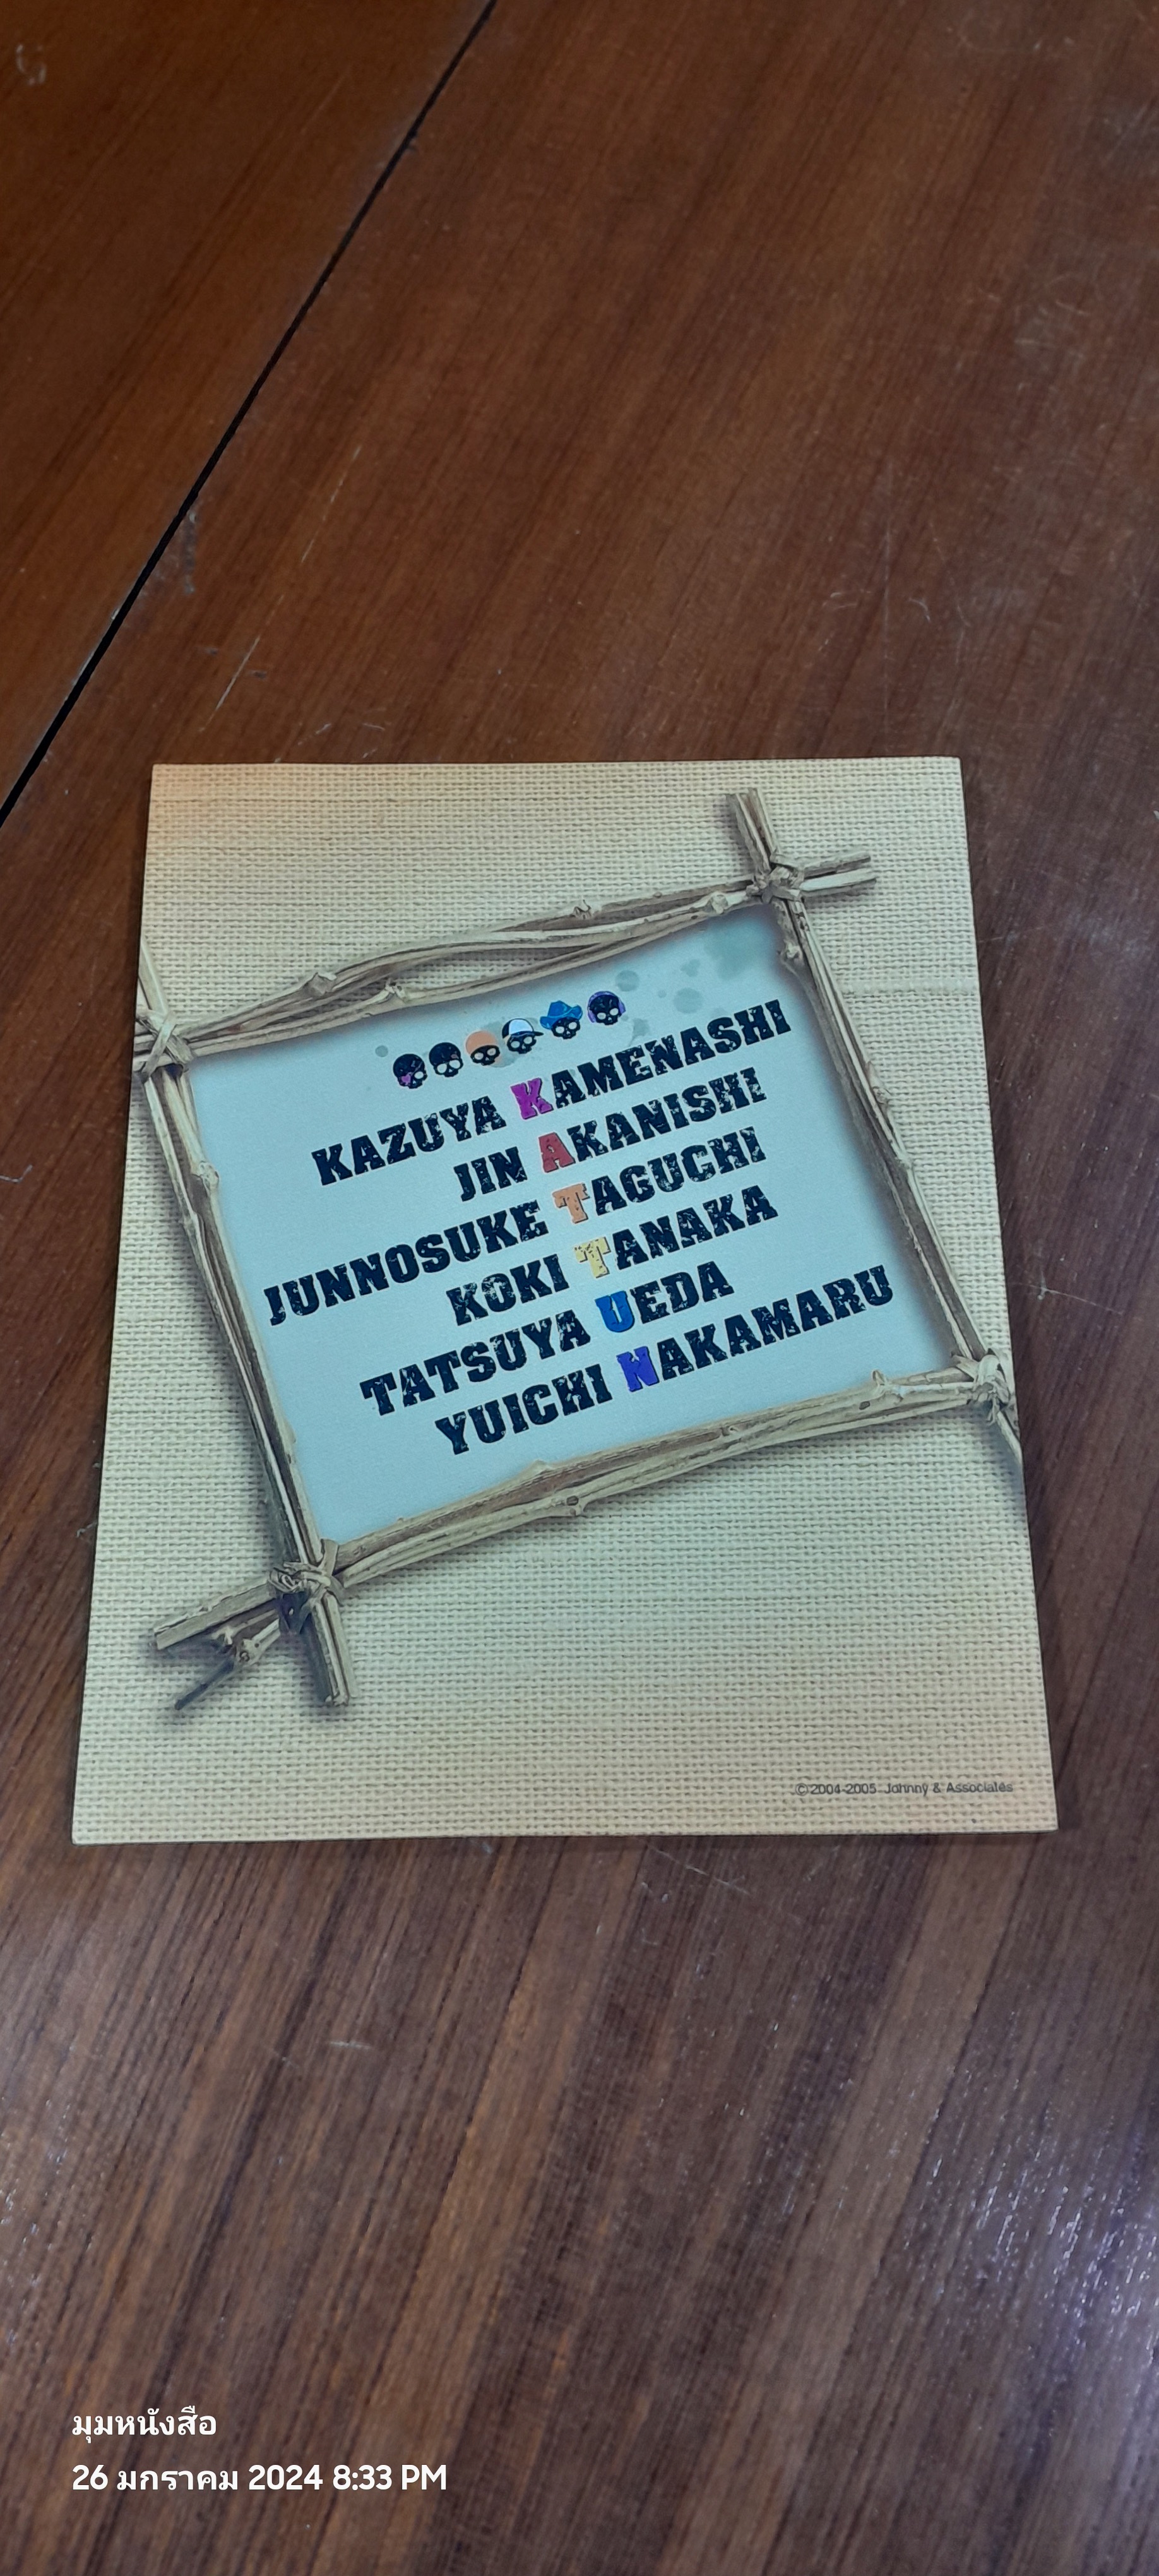 KAZUYA KAMENASHI
JIN AKANISHI
JUNNOSUKE TAGUCHI
KOKI TANAKA
TATSUYA UEDA
YUICHI NAKAMARU
©2004-2005 Johnny & Associates
มุมหนังสือ
26 มกราคม 2024 8:33 PM